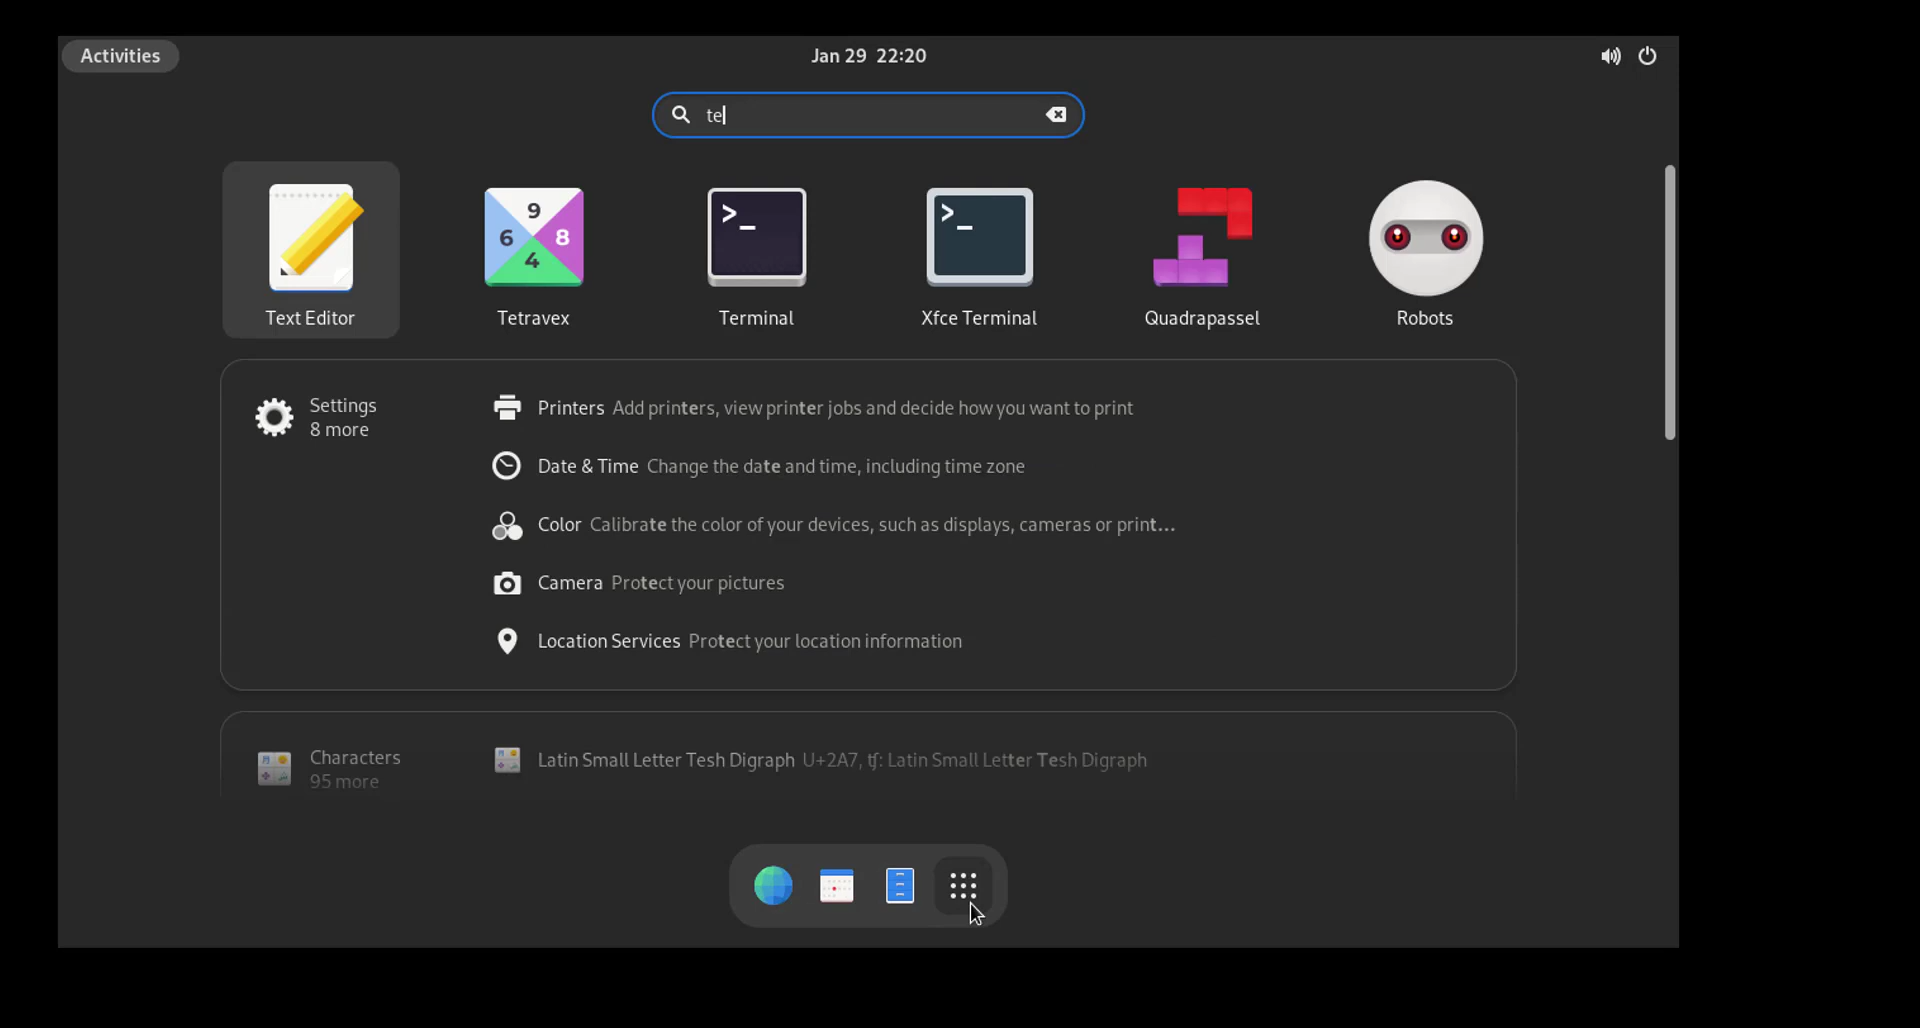 Activities
Jan 29 22:20
te
9
6 8
4
>_
>_
Text Editor
Tetravex
Terminal
Xfce Terminal
Quadrapassel
Robots
Settings
8 more
Printers Add printers, view printer jobs and decide how you want to print
Date & Time Change the date and time, including time zone
Color Calibrate the color of your devices, such as displays, cameras or print...
Camera Protect your pictures
Location Services Protect your location information
Characters
95 more
Latin Small Letter Tesh Digraph U+2A7, ʧ: Latin Small Letter Tesh Digraph